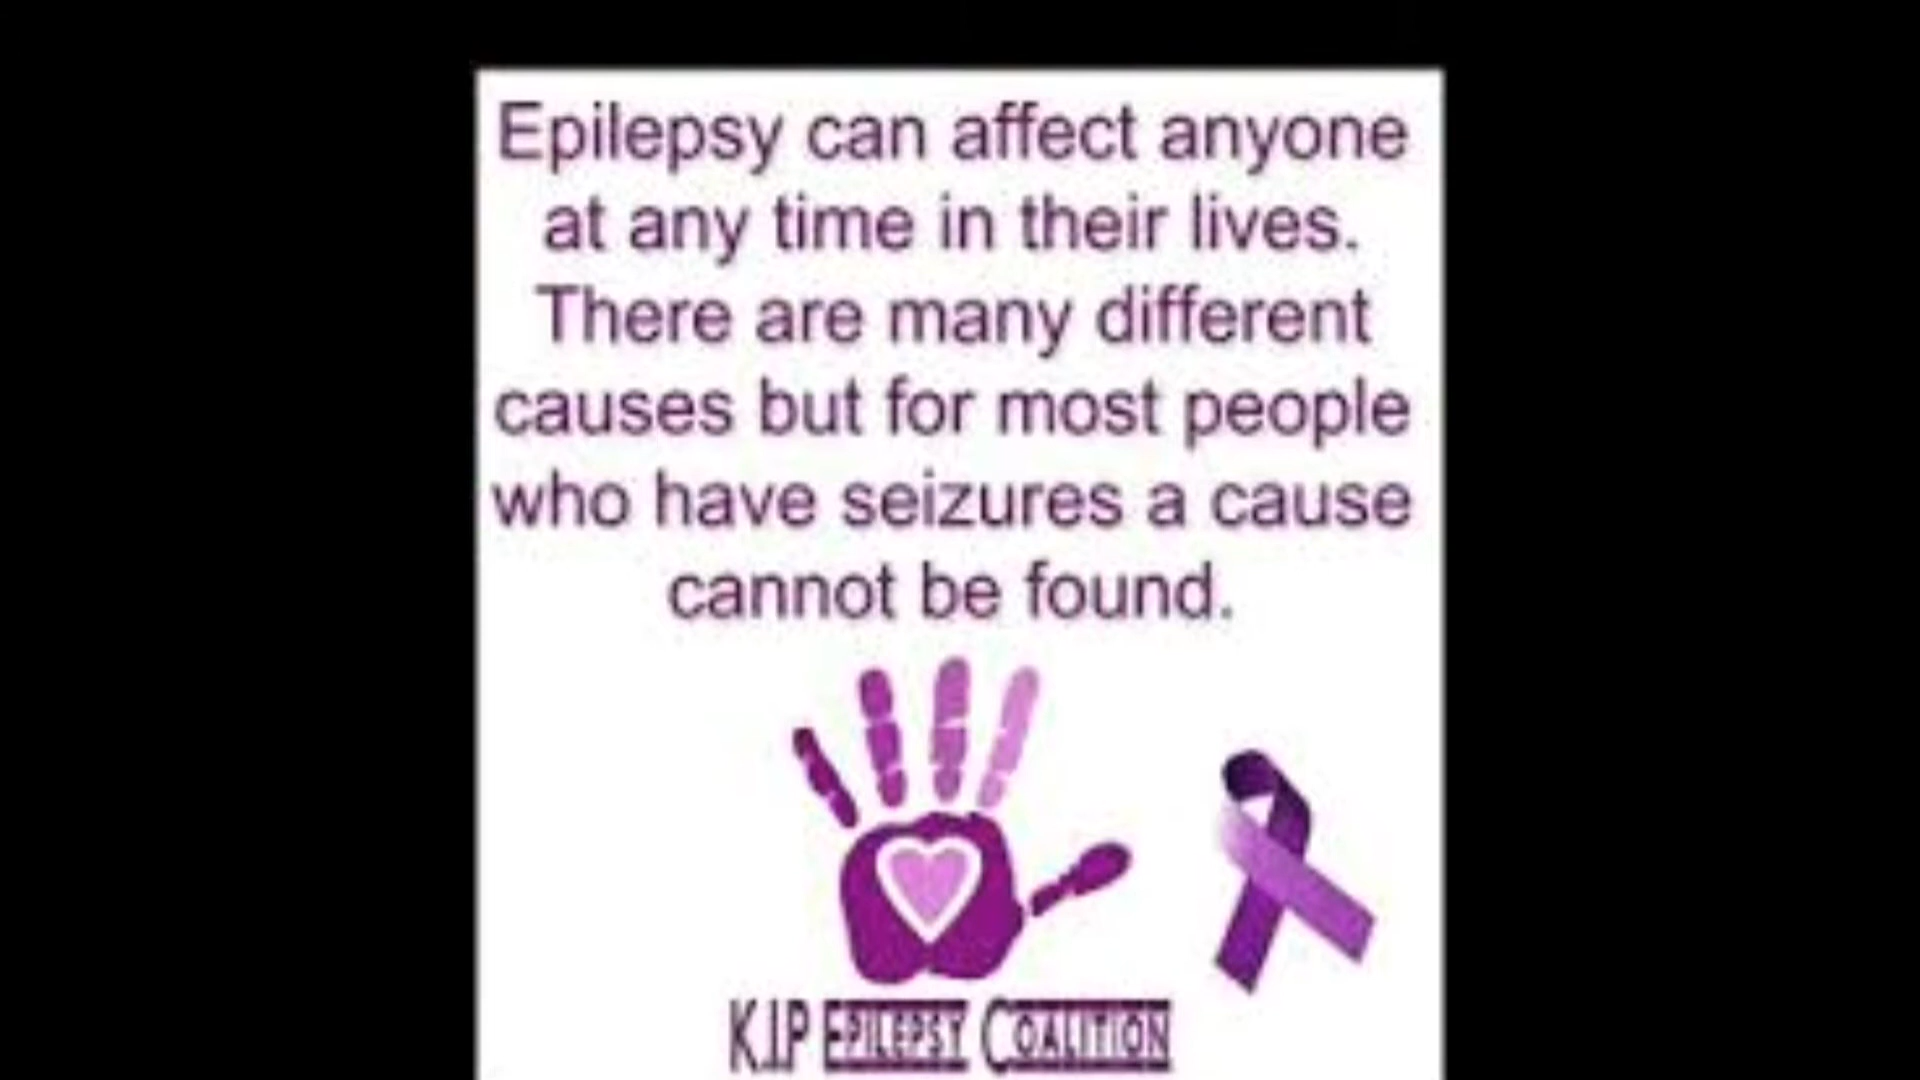 Epilepsy can affect anyone
at any time in their lives.
There are many different
causes but for most people
who have seizures a cause
cannot be found.
K.I.P EPILEPSY COALITION